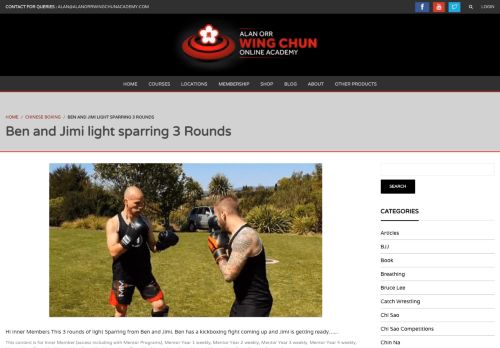 CONTACT FOR QUERIES : ALAN@ALANORRWINGCHUNACADEMY.COM
LOGIN
ALAN ORR
WING CHUN
ONLINE ACADEMY
HOME COURSES LOCATIONS MEMBERSHIP SHOP BLOG ABOUT OTHER PRODUCTS
HOME / CHINESE BOXING / BEN AND JIMI LIGHT SPARRING 3 ROUNDS
Ben and Jimi light sparring 3 Rounds
SEARCH
CATEGORIES
Articles
BJJ
Book
Breathing
Bruce Lee
Catch Wrestling
Chi Sao
Chi Sao Competitions
Chin Na
Hi Inner Members This 3 rounds of light Sparring from Ben and Jimi. Ben has a kickboxing fight coming up and Jimi is getting ready......
This content is for Inner Member (access including with Mentor Programs), Mentor Year 1 weekly, Mentor Year 2 weekly, Mentor Year 3 weekly, Mentor Year 4 weekly,